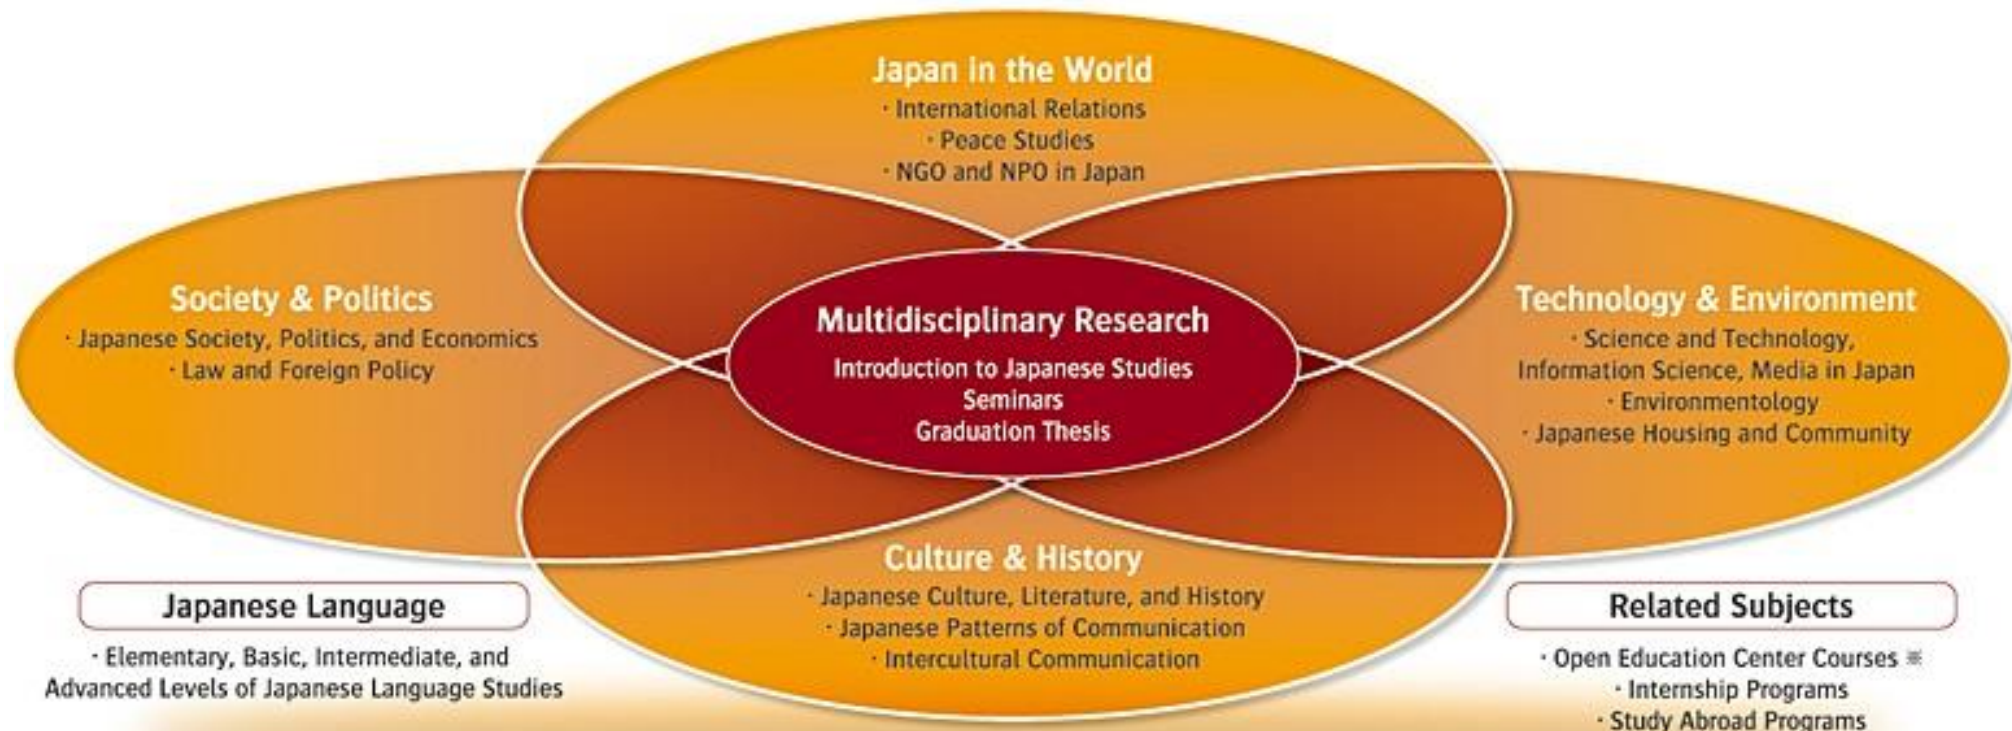 Japan in the World
· International Relations
· Peace Studies
· NGO and NPO in Japan
Society & Politics
· Japanese Society, Politics, and Economics
· Law and Foreign Policy
Multidisciplinary Research
Introduction to Japanese Studies
Seminars
Graduation Thesis
Technology & Environment
· Science and Technology,
Information Science, Media in Japan
· Environmentology
· Japanese Housing and Community
Culture & History
· Japanese Culture, Literature, and History
· Japanese Patterns of Communication
· Intercultural Communication
Japanese Language
· Elementary, Basic, Intermediate, and
Advanced Levels of Japanese Language Studies
Related Subjects
· Open Education Center Courses ※
· Internship Programs
· Study Abroad Programs